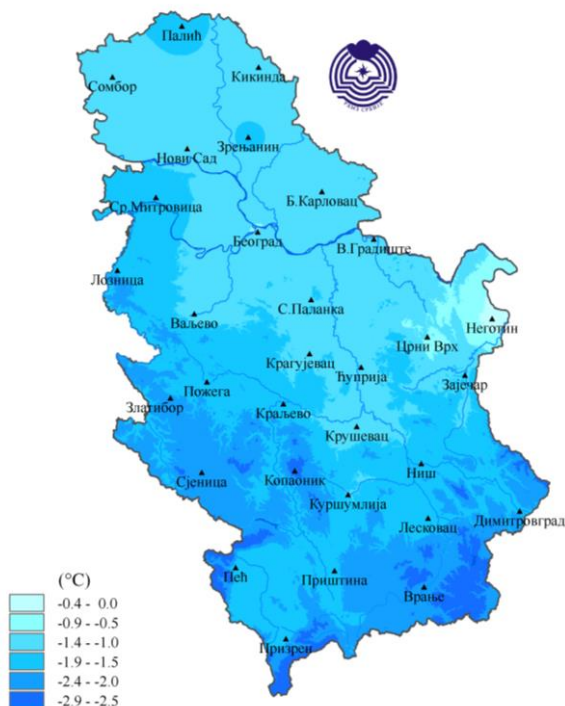 Палић
Кикинда
Сомбор
Зрењанин
Нови Сад
Ср.Митровица
Б.Карловац
Београд
В.Градиште
Лозница
С.Паланка
Ваљево
Неготин
Црни Врх
Крагујевац
Ћуприја
Зајечар
Пожега
Златибор
Краљево
Крушевац
Ниш
Сјеница
Копаоник
Куршумлија
Лесковац
Димитровград
Пећ
Приштина
Врање
Призрен
(°C)
-0.4 - 0.0
-0.9 - -0.5
-1.4 - -1.0
-1.9 - -1.5
-2.4 - -2.0
-2.9 - -2.5